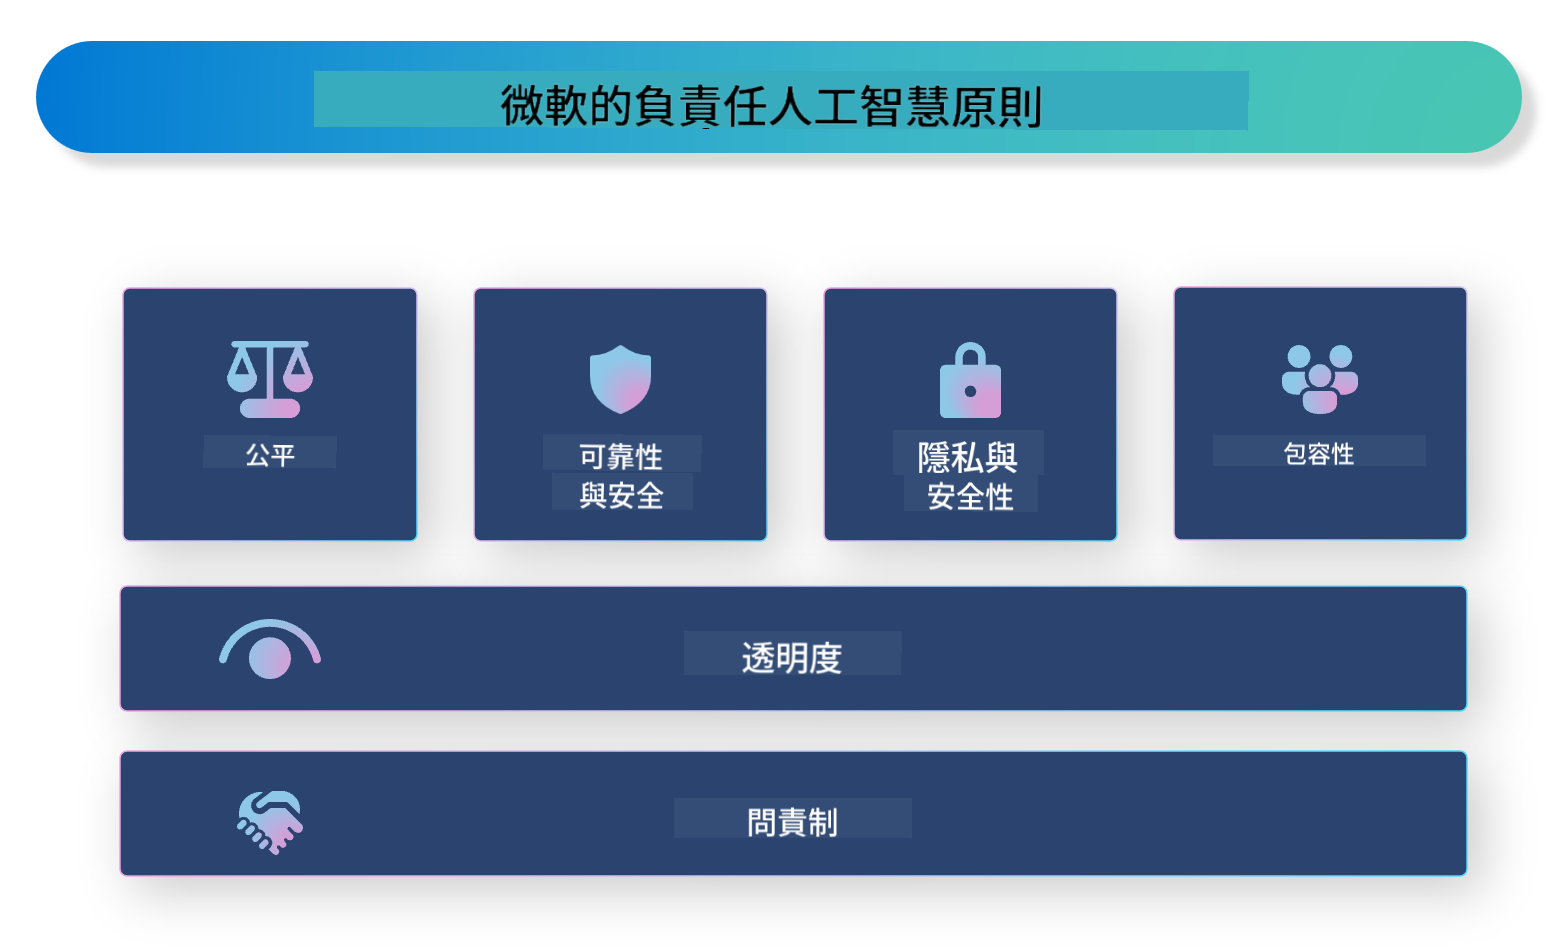 微軟的負責任人工智慧原則
公平
可靠性
與安全
隱私與
安全性
包容性
透明度
問責制